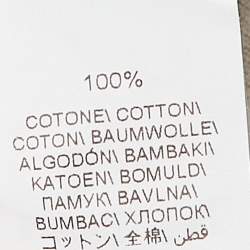 100%
COTONE\ COTTON\
COTON\ BAUMWOLLE\
ALGODÓN\ BAMBAKI\
KATOEN\ BOMULD\
ПАМУК\ BAVLNA\
BUMBAC\ ХЛОПОК\
コットン\ 全棉\ قطن\